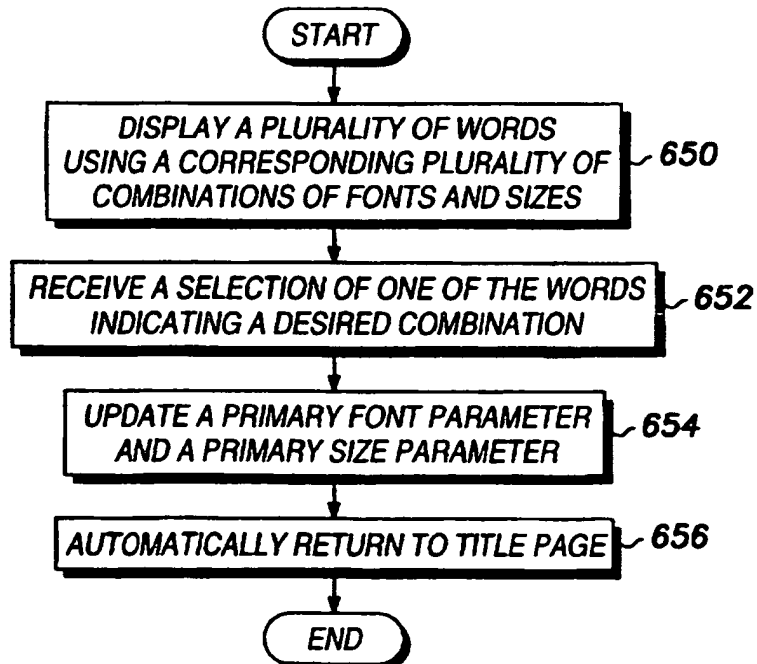 START
DISPLAY A PLURALITY OF WORDS
USING A CORRESPONDING PLURALITY OF
COMBINATIONS OF FONTS AND SIZES
650
RECEIVE A SELECTION OF ONE OF THE WORDS
INDICATING A DESIRED COMBINATION
652
UPDATE A PRIMARY FONT PARAMETER
AND A PRIMARY SIZE PARAMETER
654
AUTOMATICALLY RETURN TO TITLE PAGE
656
END